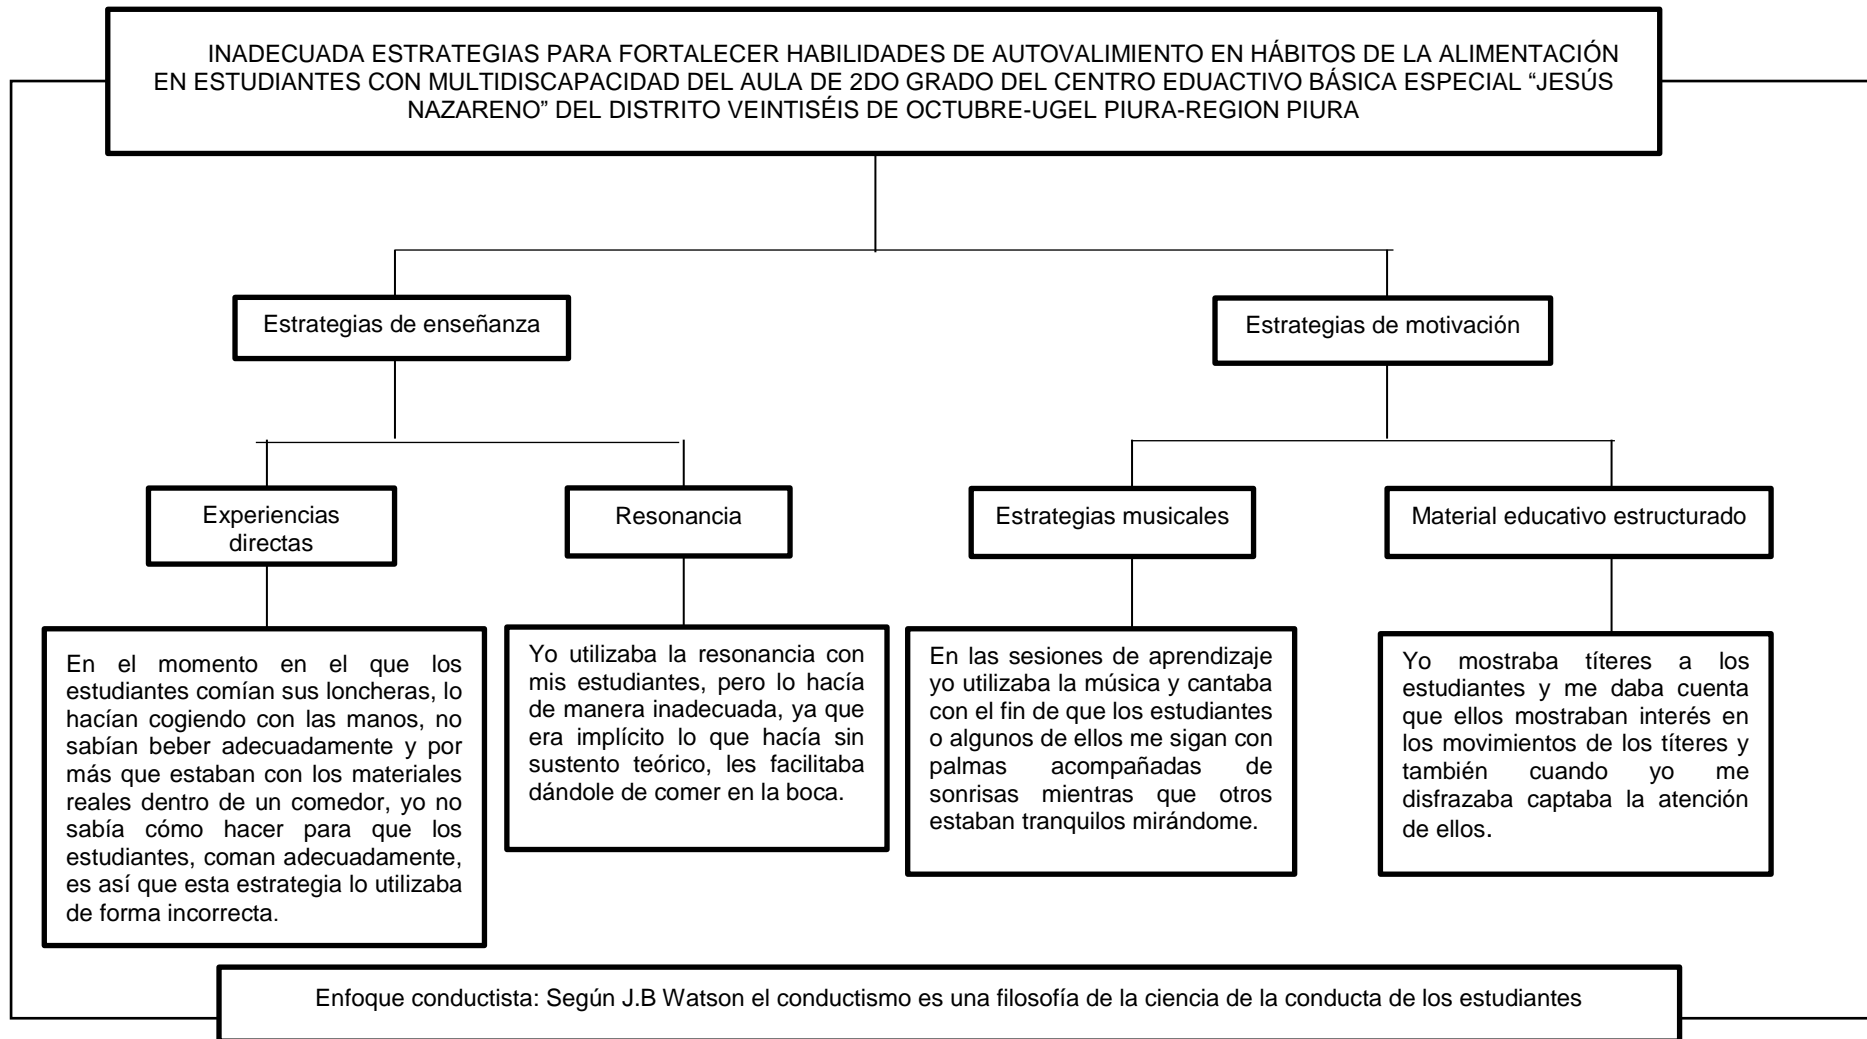 INADECUADA ESTRATEGIAS PARA FORTALECER HABILIDADES DE AUTOVALIMIENTO EN HÁBITOS DE LA ALIMENTACIÓN
EN ESTUDIANTES CON MULTIDISCAPACIDAD DEL AULA DE 2DO GRADO DEL CENTRO EDUACTIVO BÁSICA ESPECIAL “JESÚS
NAZARENO” DEL DISTRITO VEINTISÉIS DE OCTUBRE-UGEL PIURA-REGION PIURA
Estrategias de enseñanza
Estrategias de motivación
Experiencias
directas
Resonancia
Estrategias musicales
Material educativo estructurado
En el momento en el que los
estudiantes comían sus loncheras, lo
hacían cogiendo con las manos, no
sabían beber adecuadamente y por
más que estaban con los materiales
reales dentro de un comedor, yo no
sabía cómo hacer para que los
estudiantes, coman adecuadamente,
es así que esta estrategia lo utilizaba
de forma incorrecta.
Yo utilizaba la resonancia con
mis estudiantes, pero lo hacía
de manera inadecuada, ya que
era implícito lo que hacía sin
sustento teórico, les facilitaba
dándole de comer en la boca.
En las sesiones de aprendizaje
yo utilizaba la música y cantaba
con el fin de que los estudiantes
o algunos de ellos me sigan con
palmas acompañadas de
sonrisas mientras que otros
estaban tranquilos mirándome.
Yo mostraba títeres a los
estudiantes y me daba cuenta
que ellos mostraban interés en
los movimientos de los títeres y
también cuando yo me
disfrazaba captaba la atención
de ellos.
Enfoque conductista: Según J.B Watson el conductismo es una filosofía de la ciencia de la conducta de los estudiantes